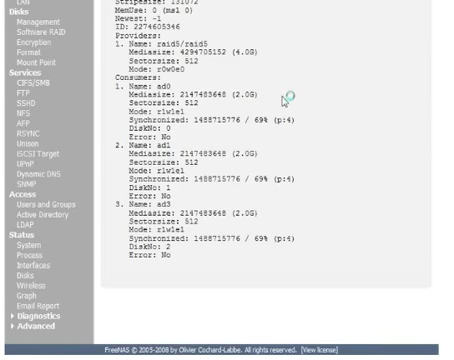 LAN
Disks
Management
Software RAID
Encryption
Format
Mount Point
Services
CIFS/SMB
FTP
SSHD
NFS
AFP
RSYNC
Unison
iSCSI Target
UPnP
Dynamic DNS
SNMP
Access
Users and Groups
Active Directory
LDAP
Status
System
Process
Interfaces
Disks
Wireless
Graph
Email Report
Diagnostics
Advanced
Stripesize: 131072
MemUse: 0 (msl 0)
Newest: -1
ID: 2274605346
Providers:
1. Name: raid5/raid5
Mediasize: 4294705152 (4.0G)
Sectorsize: 512
Mode: r0w0e0
Consumers:
1. Name: ad0
Mediasize: 2147483648 (2.0G)
Sectorsize: 512
Mode: r1w1e1
Synchronized: 1488715776 / 69% (p:4)
DiskNo: 0
Error: No
2. Name: ad1
Mediasize: 2147483648 (2.0G)
Sectorsize: 512
Mode: r1w1e1
Synchronized: 1488715776 / 69% (p:4)
DiskNo: 1
Error: No
3. Name: ad3
Mediasize: 2147483648 (2.0G)
Sectorsize: 512
Mode: r1w1e1
Synchronized: 1488715776 / 69% (p:4)
DiskNo: 2
Error: No
FreeNAS © 2005-2008 by Olivier Cochard-Labbe. All rights reserved. [View license]